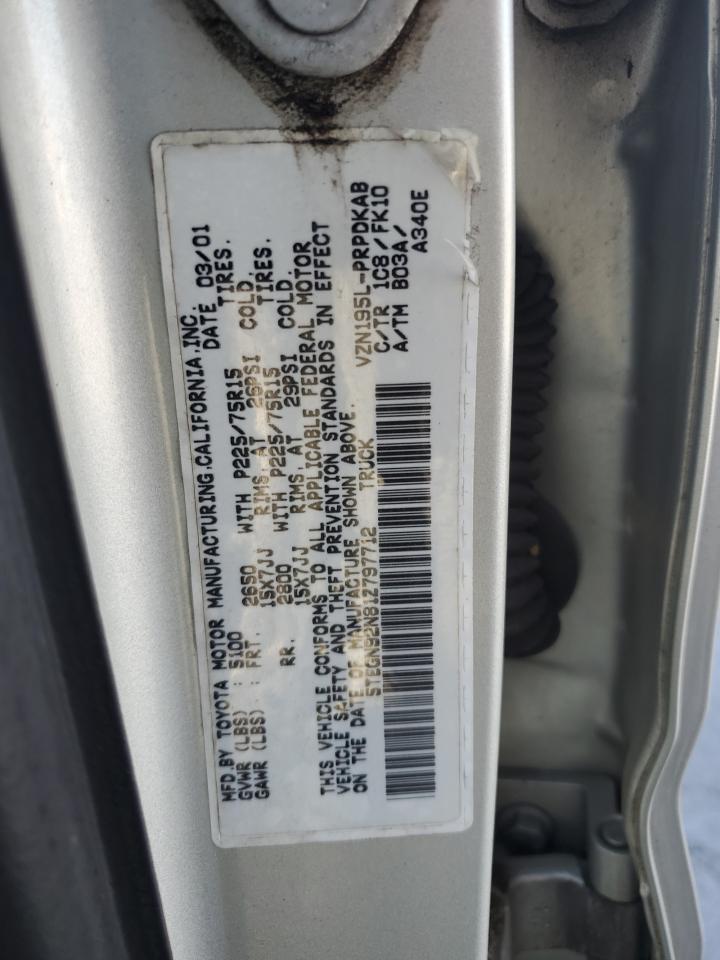 MFD.BY TOYOTA MOTOR MANUFACTURING,CALIFORNIA,INC.
GVWR (LBS) : 5100 DATE 03/01
GAWR (LBS) : FRT. 2650 WITH P225/75R15 TIRES.
15X7JJ RIMS,AT 26PSI COLD.
RR. 2800 WITH P225/75R15 TIRES.
15X7JJ RIMS,AT 29PSI COLD.
THIS VEHICLE CONFORMS TO ALL APPLICABLE FEDERAL MOTOR
VEHICLE SAFETY AND THEFT PREVENTION STANDARDS IN EFFECT
ON THE DATE OF MANUFACTURE SHOWN ABOVE.
5TEGN92N81Z797712 TRUCK
VZN195L-PRPDKAB
C/TR 1C8/FK10
A/TM B03A/
A340E